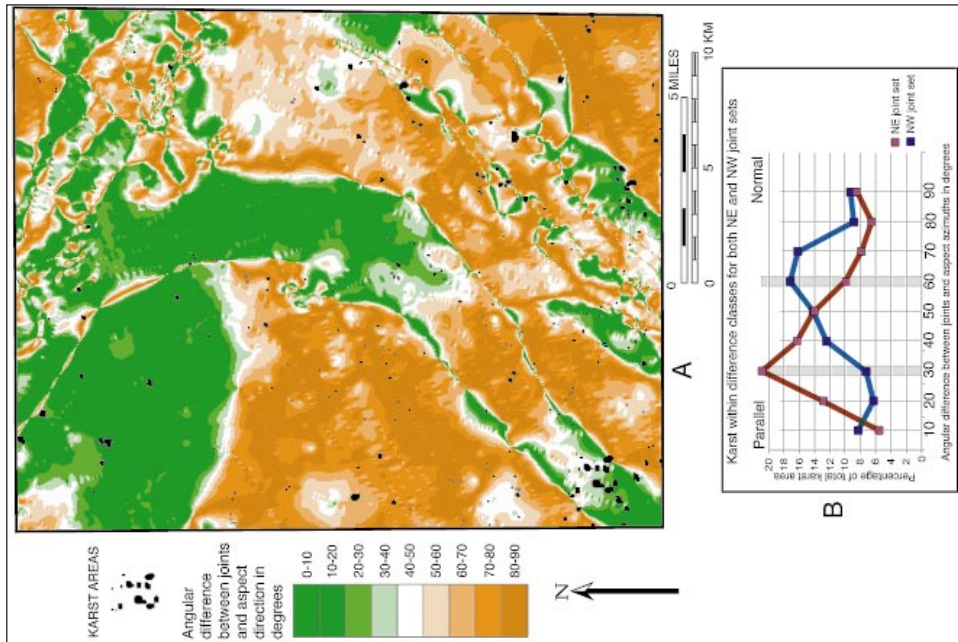 KARST AREAS
Angular
difference
between joints
and aspect
direction in
degrees
0-10
10-20
20-30
30-40
40-50
50-60
60-70
70-80
80-90
N
A
0
5 MILES
0
5
10 KM
B
Karst within difference classes for both NE and NW joint sets
Parallel
Normal
Percentage of total karst area
20
18
16
14
12
10
8
6
4
2
0
10
20
30
40
50
60
70
80
90
Angular difference between joints and aspect azimuths in degrees
NE joint set
NW joint set